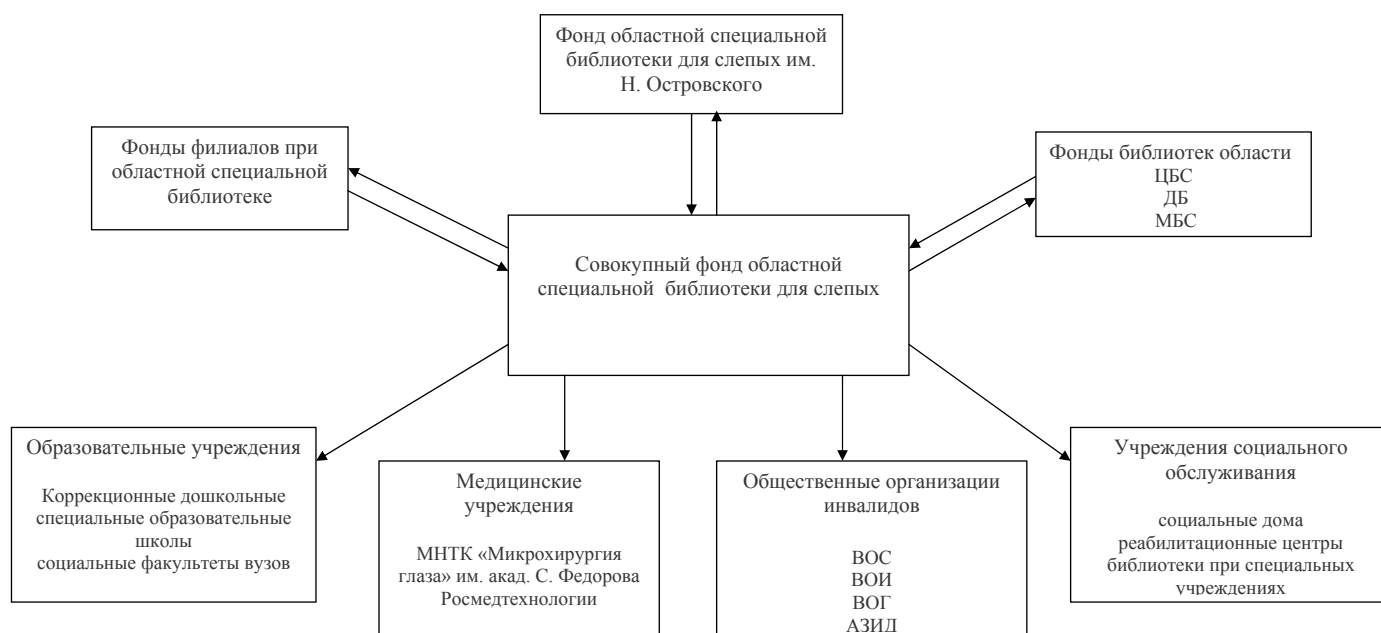 Фонд областной специальной
библиотеки для слепых им.
Н. Островского
Фонды филиалов при
областной специальной
библиотеке
Фонды библиотек области
ЦБС
ДБ
МБС
Совокупный фонд областной
специальной библиотеки для слепых
Образовательные учреждения
Коррекционные дошкольные
специальные образовательные
школы
социальные факультеты вузов
Медицинские
учреждения
МНТК «Микрохирургия
глаза» им. акад. С. Федорова
Росмедтехнологии
Общественные организации
инвалидов
ВОС
ВОИ
ВОГ
АЗИД
Учреждения социального
обслуживания
социальные дома
реабилитационные центры
библиотеки при специальных
учреждениях